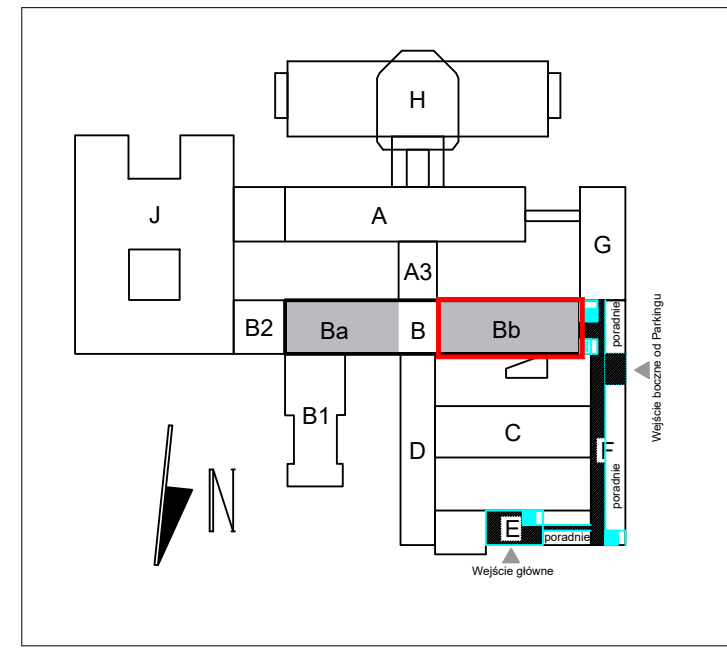 H
J
A
G
A3
B2
Ba
B
Bb
poradnie
Wejście boczne od Parkingu
B1
D
C
F
poradnie
N
E
poradnie
Wejście główne